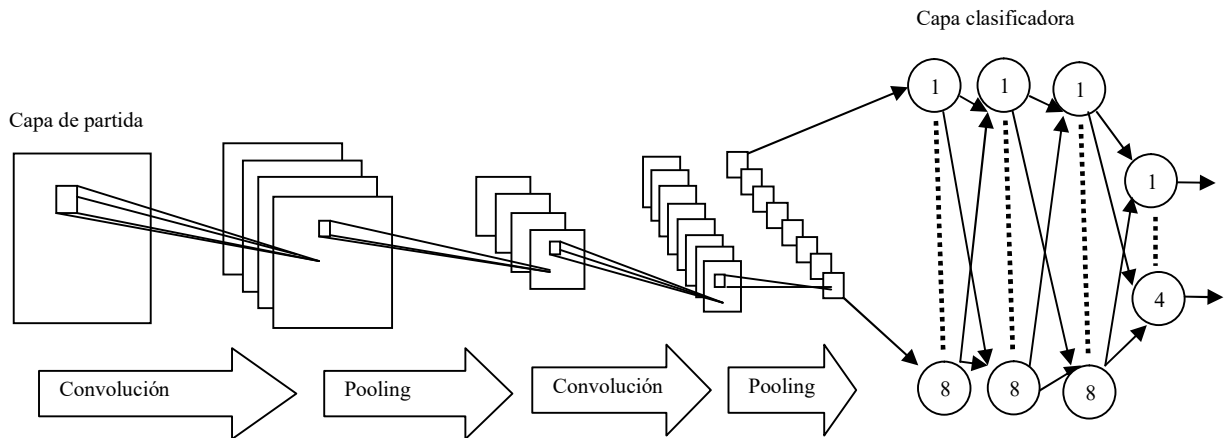 Capa clasificadora
1 1 1
Capa de partida
1
4
8 8 8
Convolución Pooling Convolución Pooling